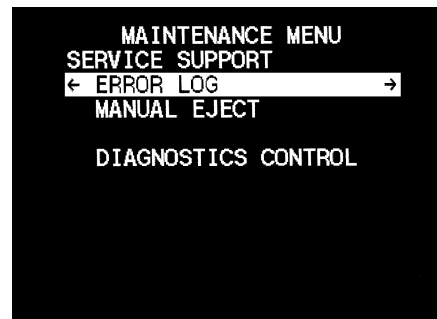 MAINTENANCE MENU
SERVICE SUPPORT
← ERROR LOG →
MANUAL EJECT
DIAGNOSTICS CONTROL